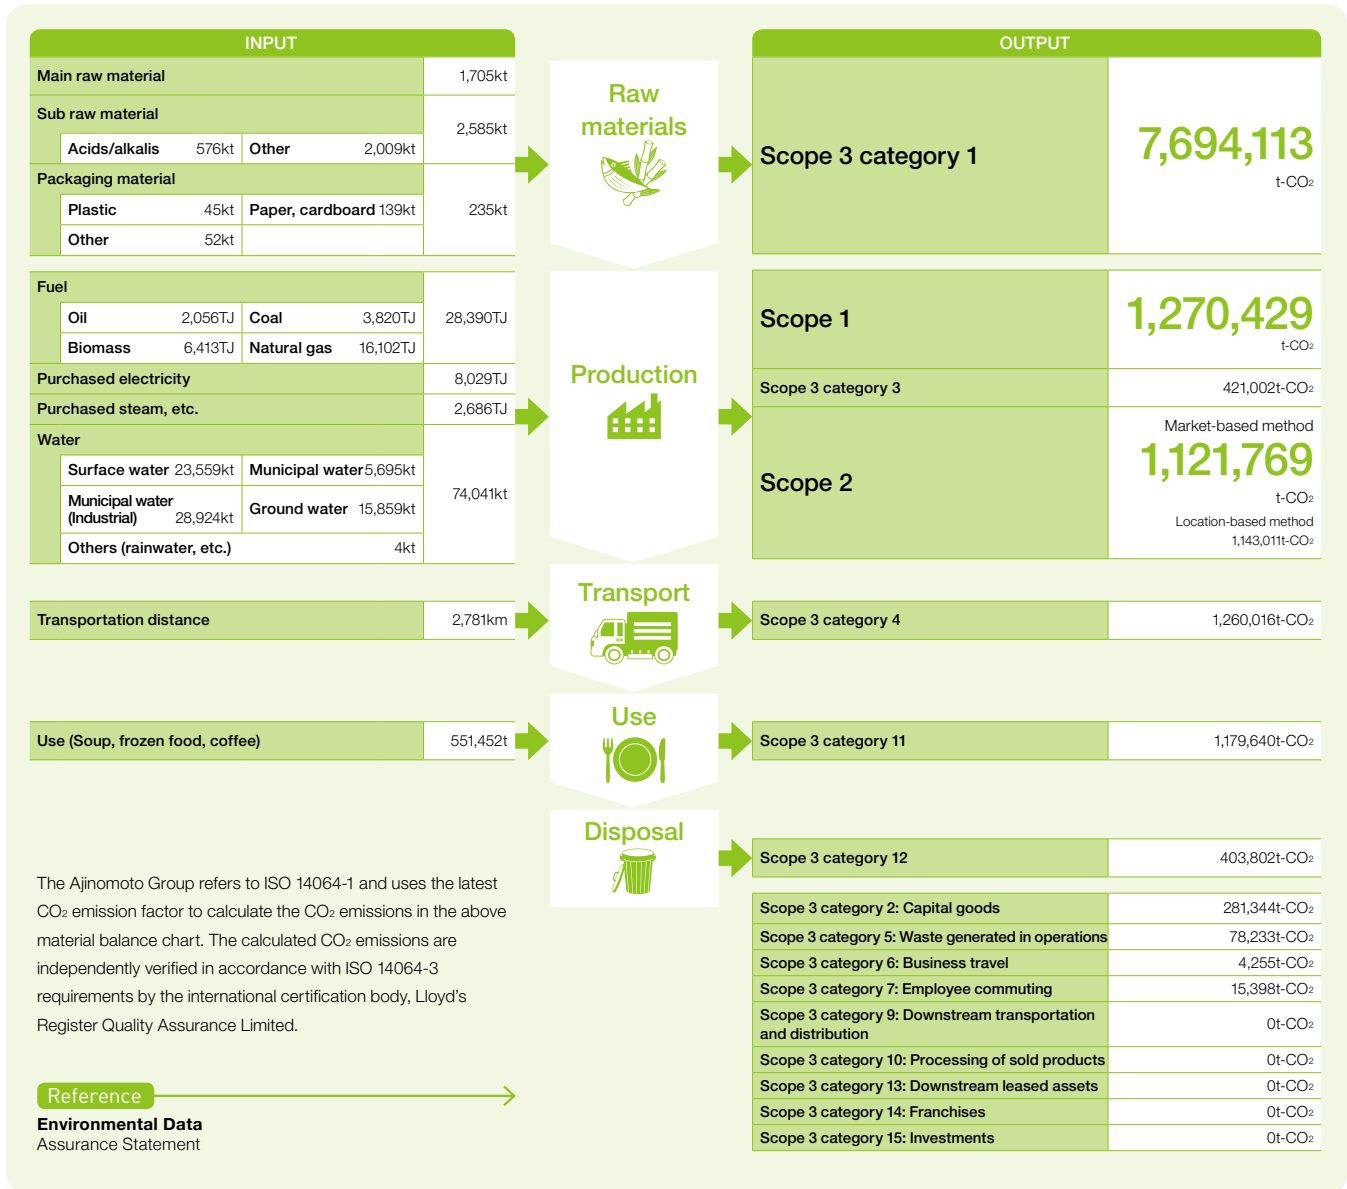 INPUT
Main raw material 1,705kt
Sub raw material 2,585kt
Acids/alkalis 576kt Other 2,009kt
Packaging material 235kt
Plastic 45kt Paper, cardboard 139kt
Other 52kt
Fuel 28,390TJ
Oil 2,056TJ Coal 3,820TJ
Biomass 6,413TJ Natural gas 16,102TJ
Purchased electricity 8,029TJ
Purchased steam, etc. 2,686TJ
Water 74,041kt
Surface water 23,559kt Municipal water 5,695kt
Municipal water
(Industrial) 28,924kt Ground water 15,859kt
Others (rainwater, etc.) 4kt
Transportation distance 2,781km
Use (Soup, frozen food, coffee) 551,452t
Raw
materials
Production
Transport
Use
Disposal
OUTPUT
Scope 3 category 1 7,694,113
t-CO2
Scope 1 1,270,429
t-CO2
Scope 3 category 3 421,002t-CO2
Scope 2
Market-based method
1,121,769
t-CO2
Location-based method
1,143,011t-CO2
Scope 3 category 4 1,260,016t-CO2
Scope 3 category 11 1,179,640t-CO2
Scope 3 category 12 403,802t-CO2
Scope 3 category 2: Capital goods 281,344t-CO2
Scope 3 category 5: Waste generated in operations 78,233t-CO2
Scope 3 category 6: Business travel 4,255t-CO2
Scope 3 category 7: Employee commuting 15,398t-CO2
Scope 3 category 9: Downstream transportation
and distribution 0t-CO2
Scope 3 category 10: Processing of sold products 0t-CO2
Scope 3 category 13: Downstream leased assets 0t-CO2
Scope 3 category 14: Franchises 0t-CO2
Scope 3 category 15: Investments 0t-CO2
The Ajinomoto Group refers to ISO 14064-1 and uses the latest
CO2 emission factor to calculate the CO2 emissions in the above
material balance chart. The calculated CO2 emissions are
independently verified in accordance with ISO 14064-3
requirements by the international certification body, Lloyd's
Register Quality Assurance Limited.
Reference
Environmental Data
Assurance Statement